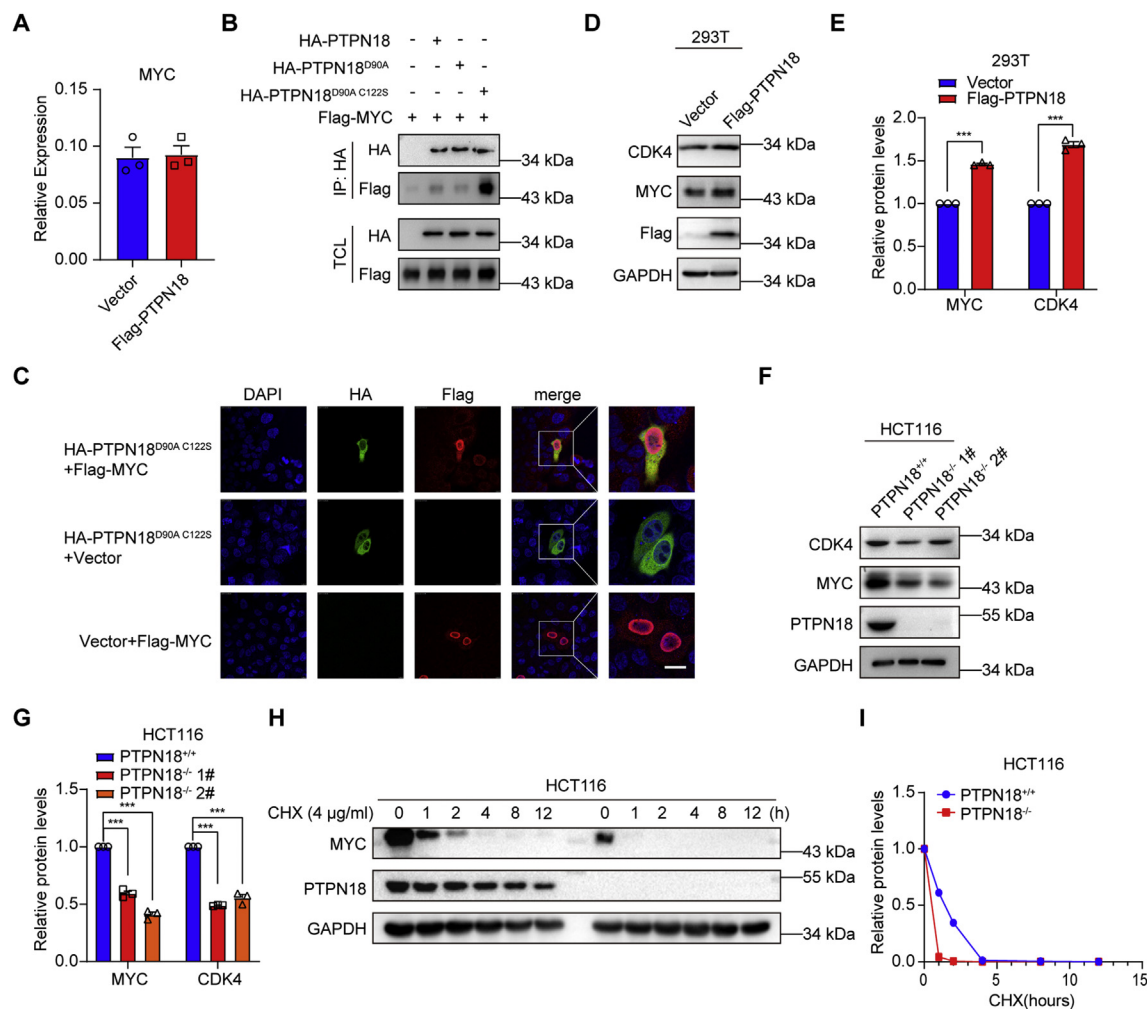 A
MYC
Relative Expression
0.15
0.10
0.05
0.00
Vector
Flag-PTPN18
B
HA-PTPN18 - + - -
HA-PTPN18D90A - - + -
HA-PTPN18D90A C122S - - - +
Flag-MYC + + + +
IP: HA
HA
34 kDa
Flag
43 kDa
TCL
HA
34 kDa
Flag
43 kDa
D
293T
Vector
Flag-PTPN18
CDK4
34 kDa
MYC
43 kDa
Flag
34 kDa
GAPDH
34 kDa
E
293T
Vector
Flag-PTPN18
Relative protein levels
2.0
1.5
1.0
0.5
0.0
***
***
MYC
CDK4
C
DAPI HA Flag merge
HA-PTPN18D90A C122S
+Flag-MYC
HA-PTPN18D90A C122S
+Vector
Vector+Flag-MYC
F
HCT116
PTPN18+/+
PTPN18-/- 1#
PTPN18-/- 2#
CDK4
34 kDa
MYC
43 kDa
PTPN18
55 kDa
GAPDH
34 kDa
G
HCT116
PTPN18+/+
PTPN18-/- 1#
PTPN18-/- 2#
Relative protein levels
1.5
1.0
0.5
0.0
***
***
***
***
MYC
CDK4
H
HCT116
CHX (4 µg/ml) 0 1 2 4 8 12 0 1 2 4 8 12 (h)
MYC
43 kDa
PTPN18
55 kDa
GAPDH
34 kDa
I
HCT116
PTPN18+/+
PTPN18-/-
Relative protein levels
1.5
1.0
0.5
0.0
0 5 10 15
CHX(hours)